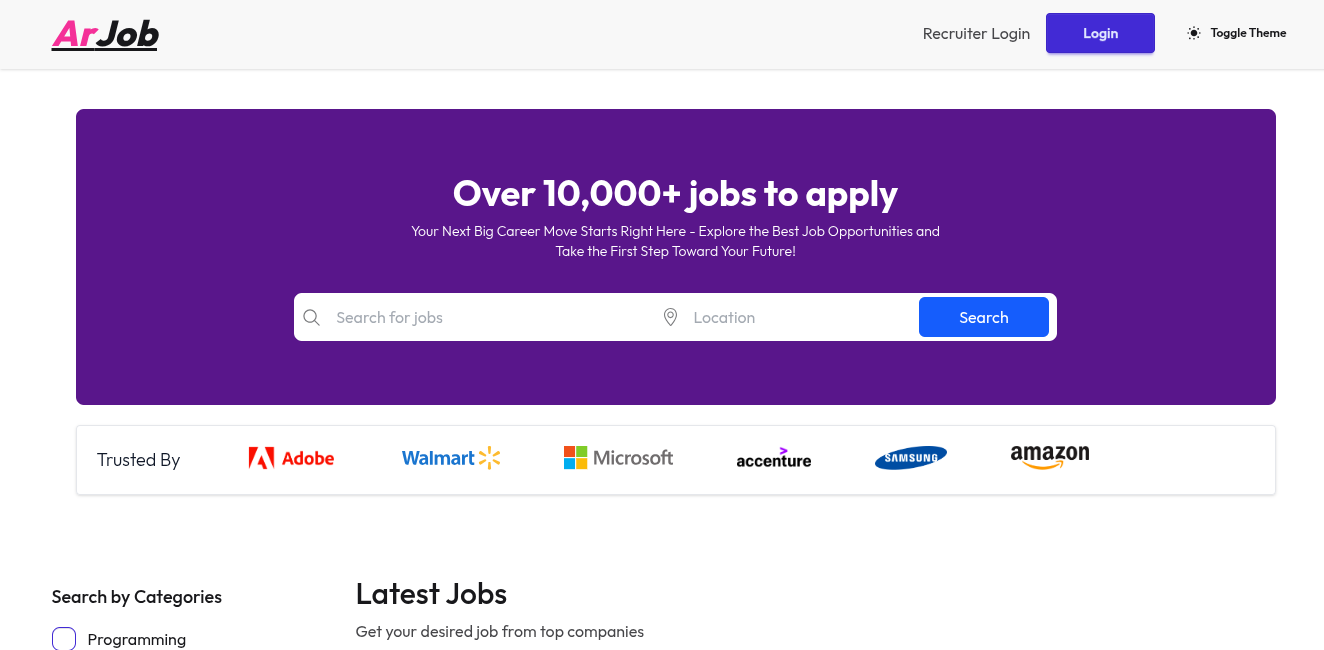 ArJob
Recruiter Login
Login
Toggle Theme
Over 10,000+ jobs to apply
Your Next Big Career Move Starts Right Here - Explore the Best Job Opportunities and
Take the First Step Toward Your Future!
Search for jobs
Location
Search
Trusted By
Adobe
Walmart
Microsoft
accenture
SAMSUNG
amazon
Search by Categories
Programming
Latest Jobs
Get your desired job from top companies